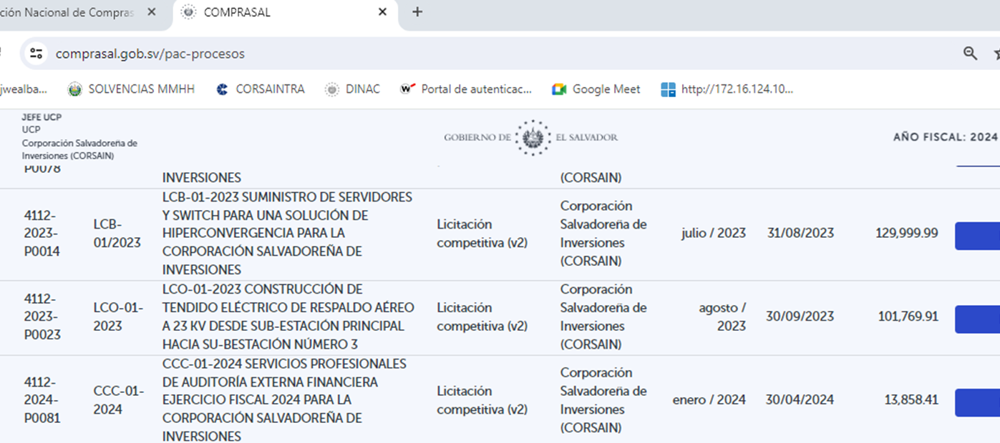 ción Nacional de Compras
COMPRASAL
comprasal.gob.sv/pac-procesos
jwealba...
SOLVENCIAS MMHH
CORSAINTRA
DINAC
Portal de autenticac...
Google Meet
http://172.16.124.10...
JEFE UCP
UCP
Corporación Salvadoreña de
Inversiones (CORSAIN)
GOBIERNO DE EL SALVADOR
AÑO FISCAL: 2024
P0078
INVERSIONES
(CORSAIN)
4112-
2023-
P0014
LCB-
01/2023
LCB-01-2023 SUMINISTRO DE SERVIDORES
Y SWITCH PARA UNA SOLUCIÓN DE
HIPERCONVERGENCIA PARA LA
CORPORACIÓN SALVADOREÑA DE
INVERSIONES
Licitación
competitiva (v2)
Corporación
Salvadoreña de
Inversiones
(CORSAIN)
julio / 2023
31/08/2023
129,999.99
4112-
2023-
P0023
LCO-01-
2023
LCO-01-2023 CONSTRUCCIÓN DE
TENDIDO ELÉCTRICO DE RESPALDO AÉREO
A 23 KV DESDE SUB-ESTACIÓN PRINCIPAL
HACIA SU-BESTACIÓN NÚMERO 3
Licitación
competitiva (v2)
Corporación
Salvadoreña de
Inversiones
(CORSAIN)
agosto /
2023
30/09/2023
101,769.91
4112-
2024-
P0081
CCC-01-
2024
CCC-01-2024 SERVICIOS PROFESIONALES
DE AUDITORÍA EXTERNA FINANCIERA
EJERCICIO FISCAL 2024 PARA LA
CORPORACIÓN SALVADOREÑA DE
INVERSIONES
Licitación
competitiva (v2)
Corporación
Salvadoreña de
Inversiones
(CORSAIN)
enero / 2024
30/04/2024
13,858.41